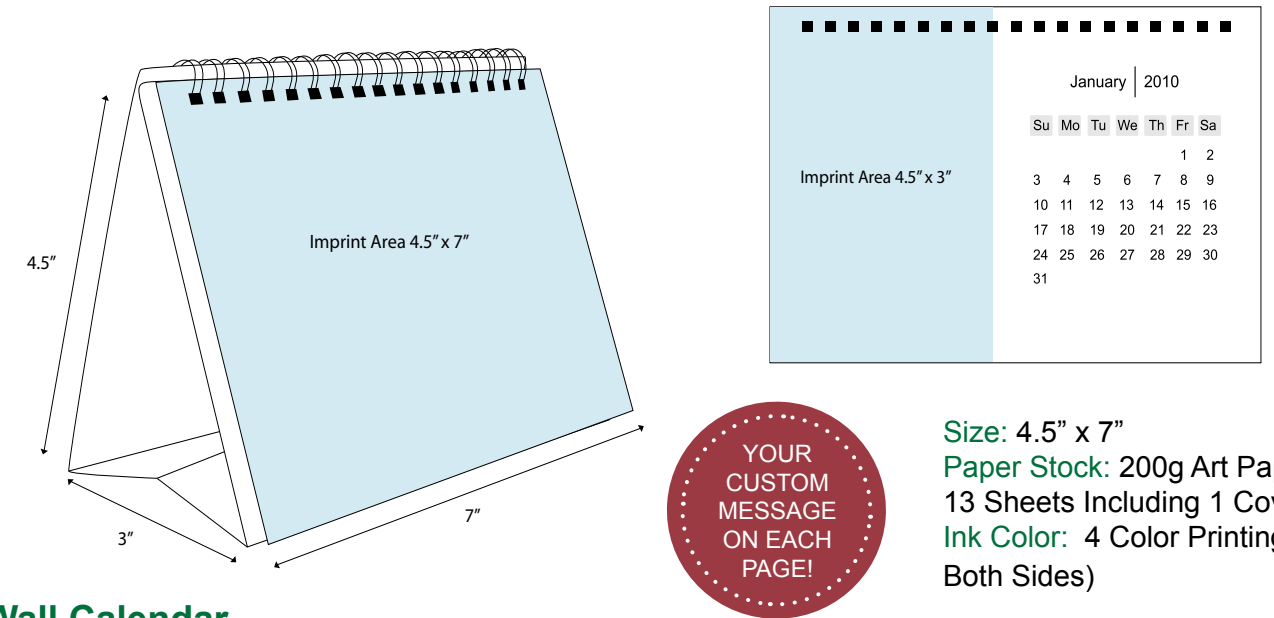 4.5”
Imprint Area 4.5” x 7”
3”
7”
Imprint Area 4.5” x 3”
January | 2010
Su Mo Tu We Th Fr Sa
1 2
3 4 5 6 7 8 9
10 11 12 13 14 15 16
17 18 19 20 21 22 23
24 25 26 27 28 29 30
31
YOUR
CUSTOM
MESSAGE
ON EACH
PAGE!
Size: 4.5” x 7”
Paper Stock: 200g Art Pa
13 Sheets Including 1 Cov
Ink Color: 4 Color Printing
Both Sides)
Wall Calendar